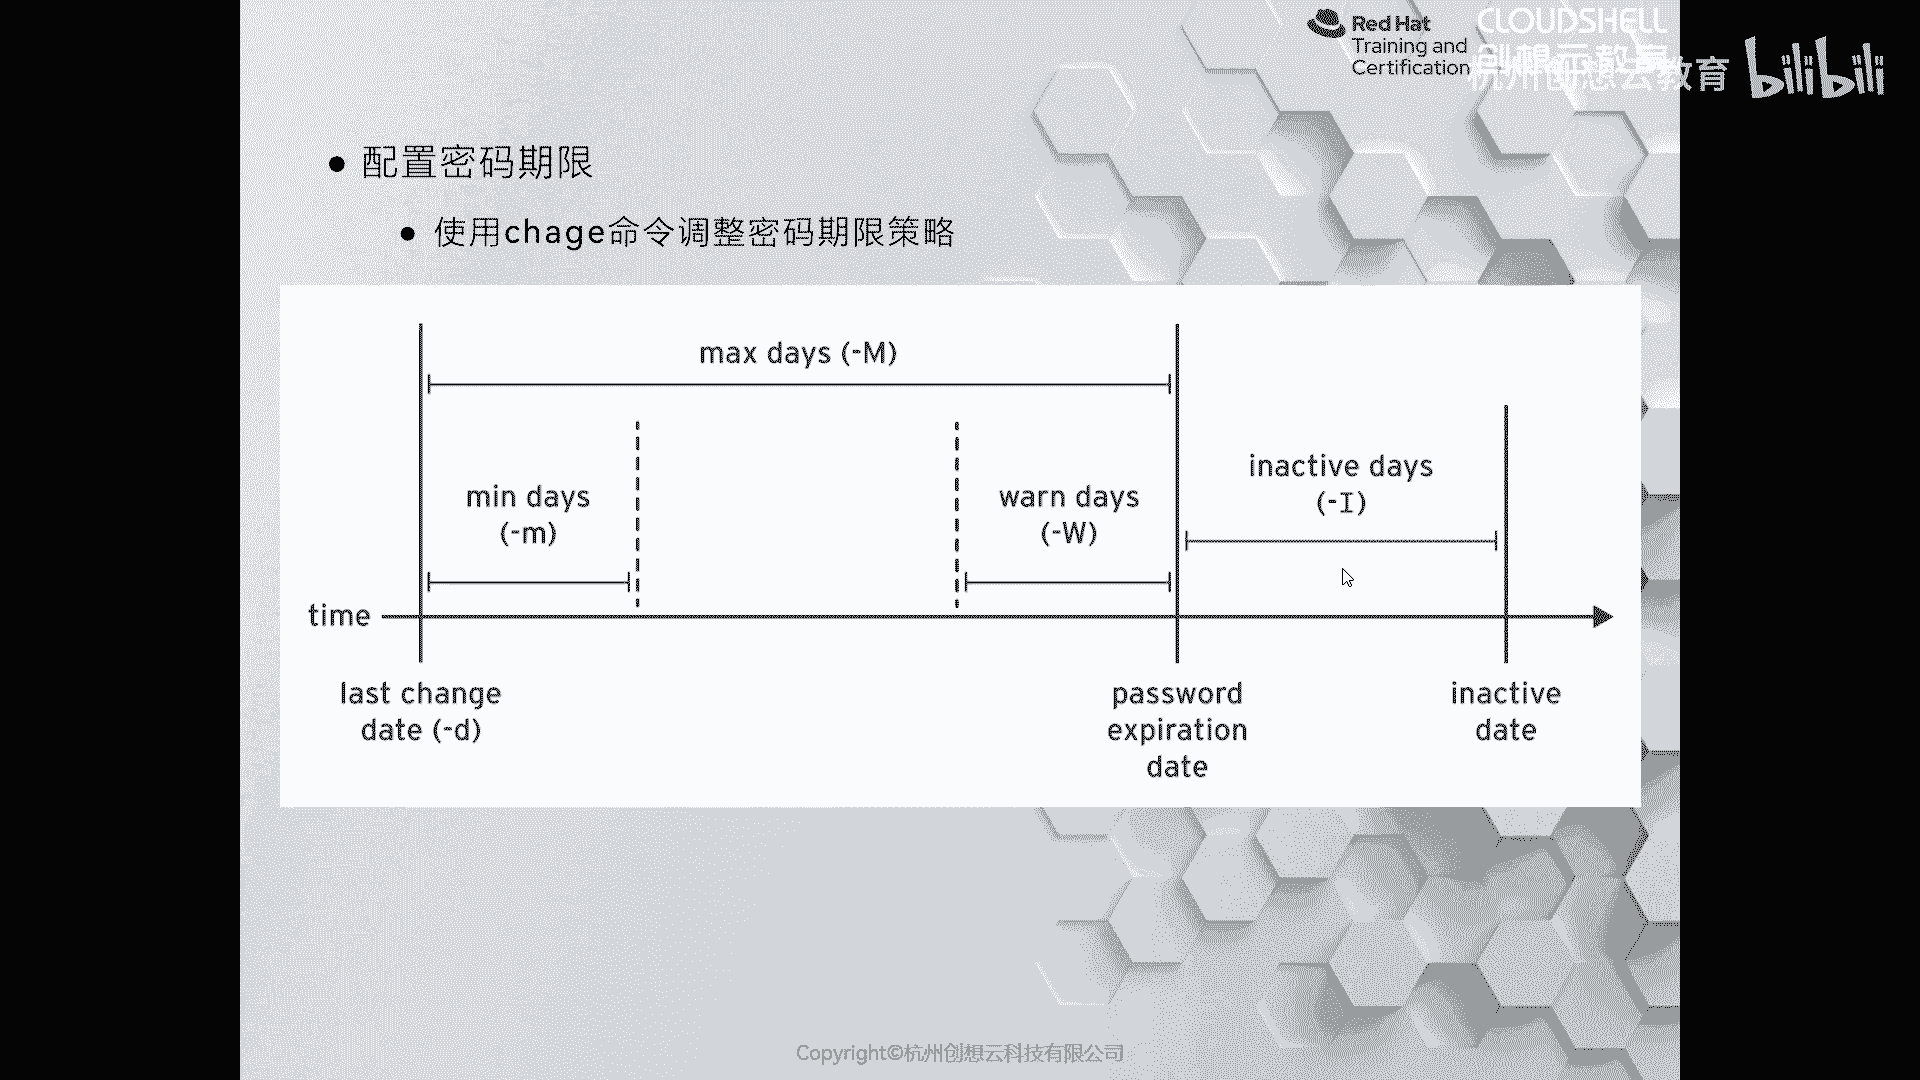 Red Hat
Training and
Certification
CLOUDSHELL
创想云教育
杭州创想云教育
bilibili
● 配置密码期限
● 使用chage命令调整密码期限策略
max days (-M)
inactive days
(-I)
min days
(-m)
warn days
(-W)
time
last change
date (-d)
password
expiration
date
inactive
date
Copyright©杭州创想云科技有限公司